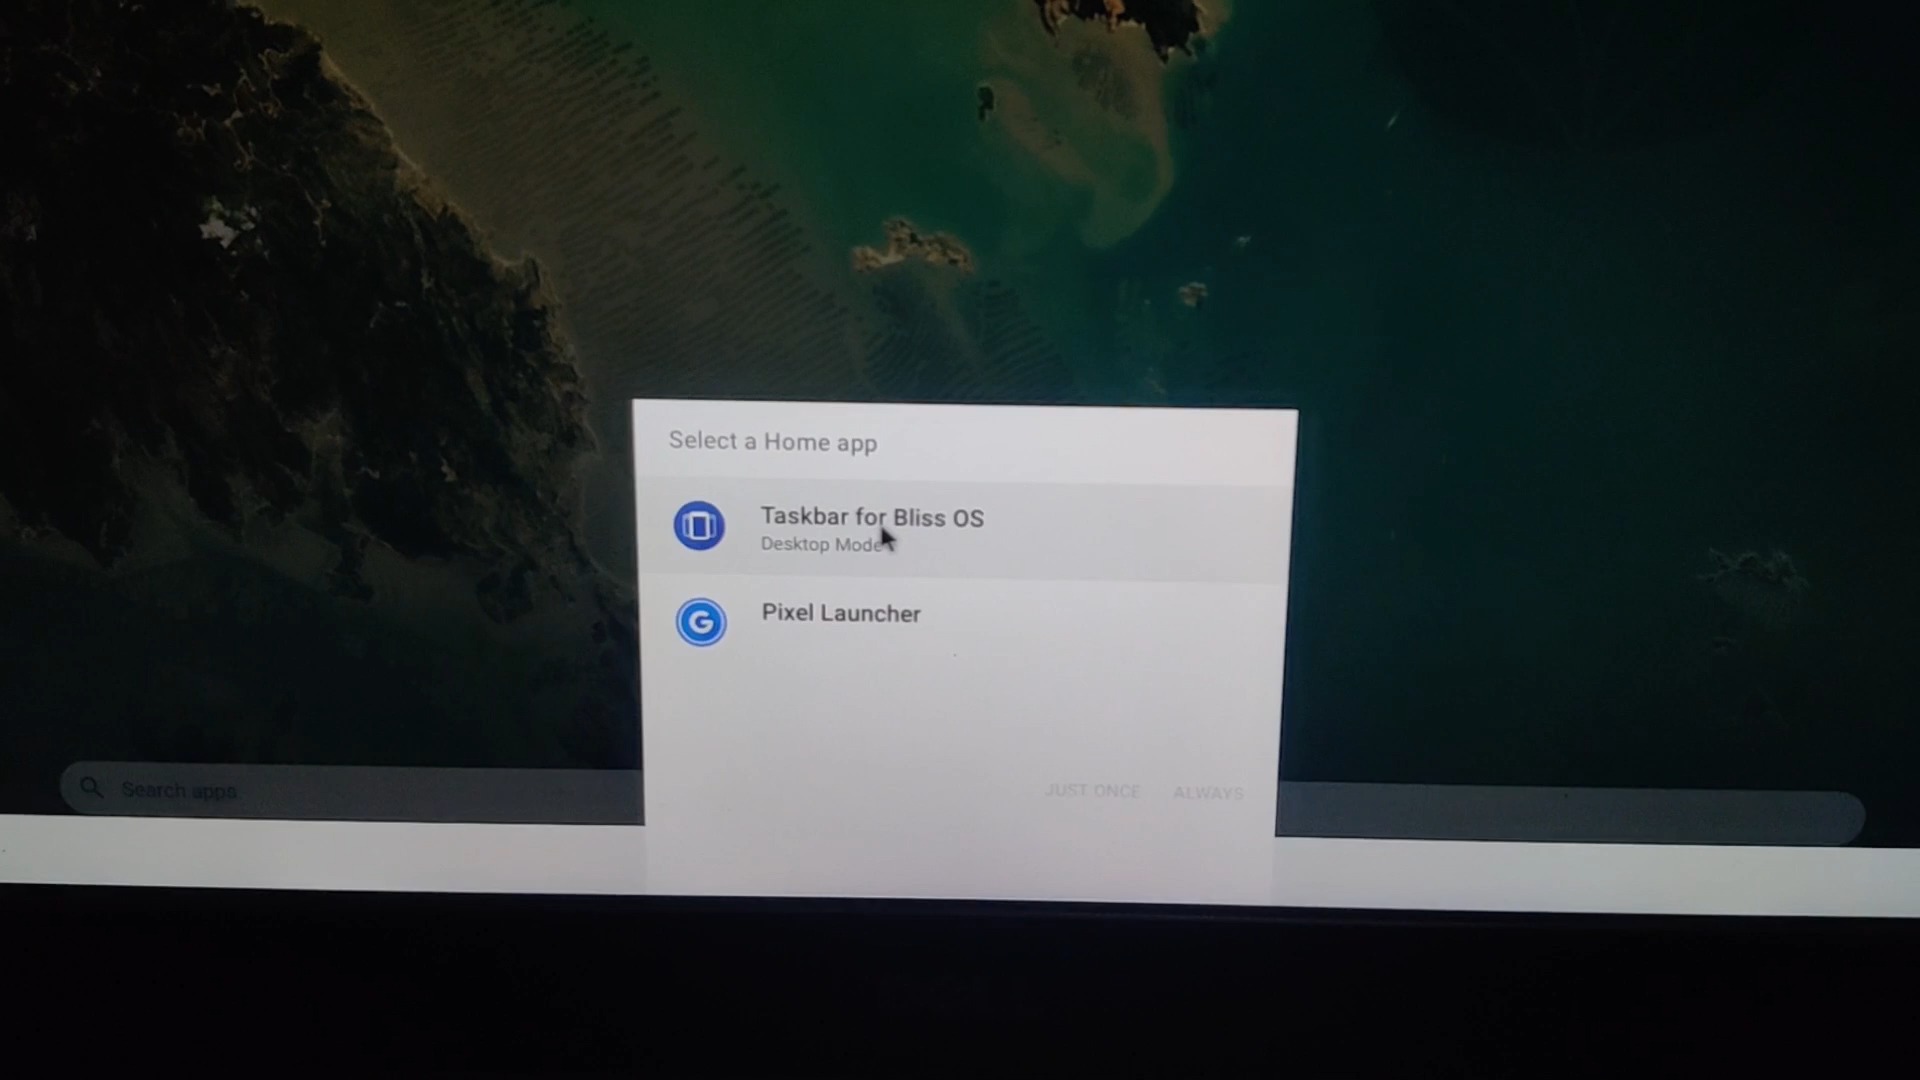 Select a Home app
Taskbar for Bliss OS
Desktop Mode
Pixel Launcher
JUST ONCE ALWAYS
Search apps